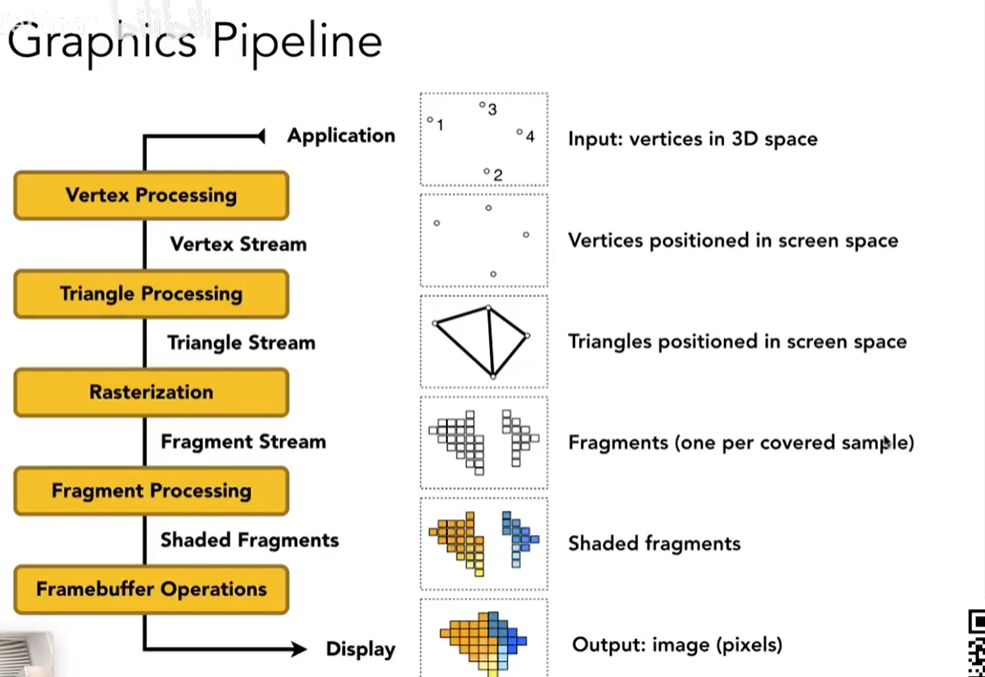 Graphics Pipeline
Application
Vertex Processing
Vertex Stream
Triangle Processing
Triangle Stream
Rasterization
Fragment Stream
Fragment Processing
Shaded Fragments
Framebuffer Operations
Display
1
3
4
2
Input: vertices in 3D space
Vertices positioned in screen space
Triangles positioned in screen space
Fragments (one per covered sample)
Shaded fragments
Output: image (pixels)